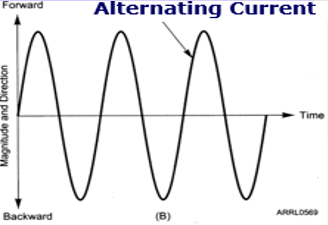 Alternating Current
Forward
Magnitude and Direction
Time
Backward
(B)
ARRL0569